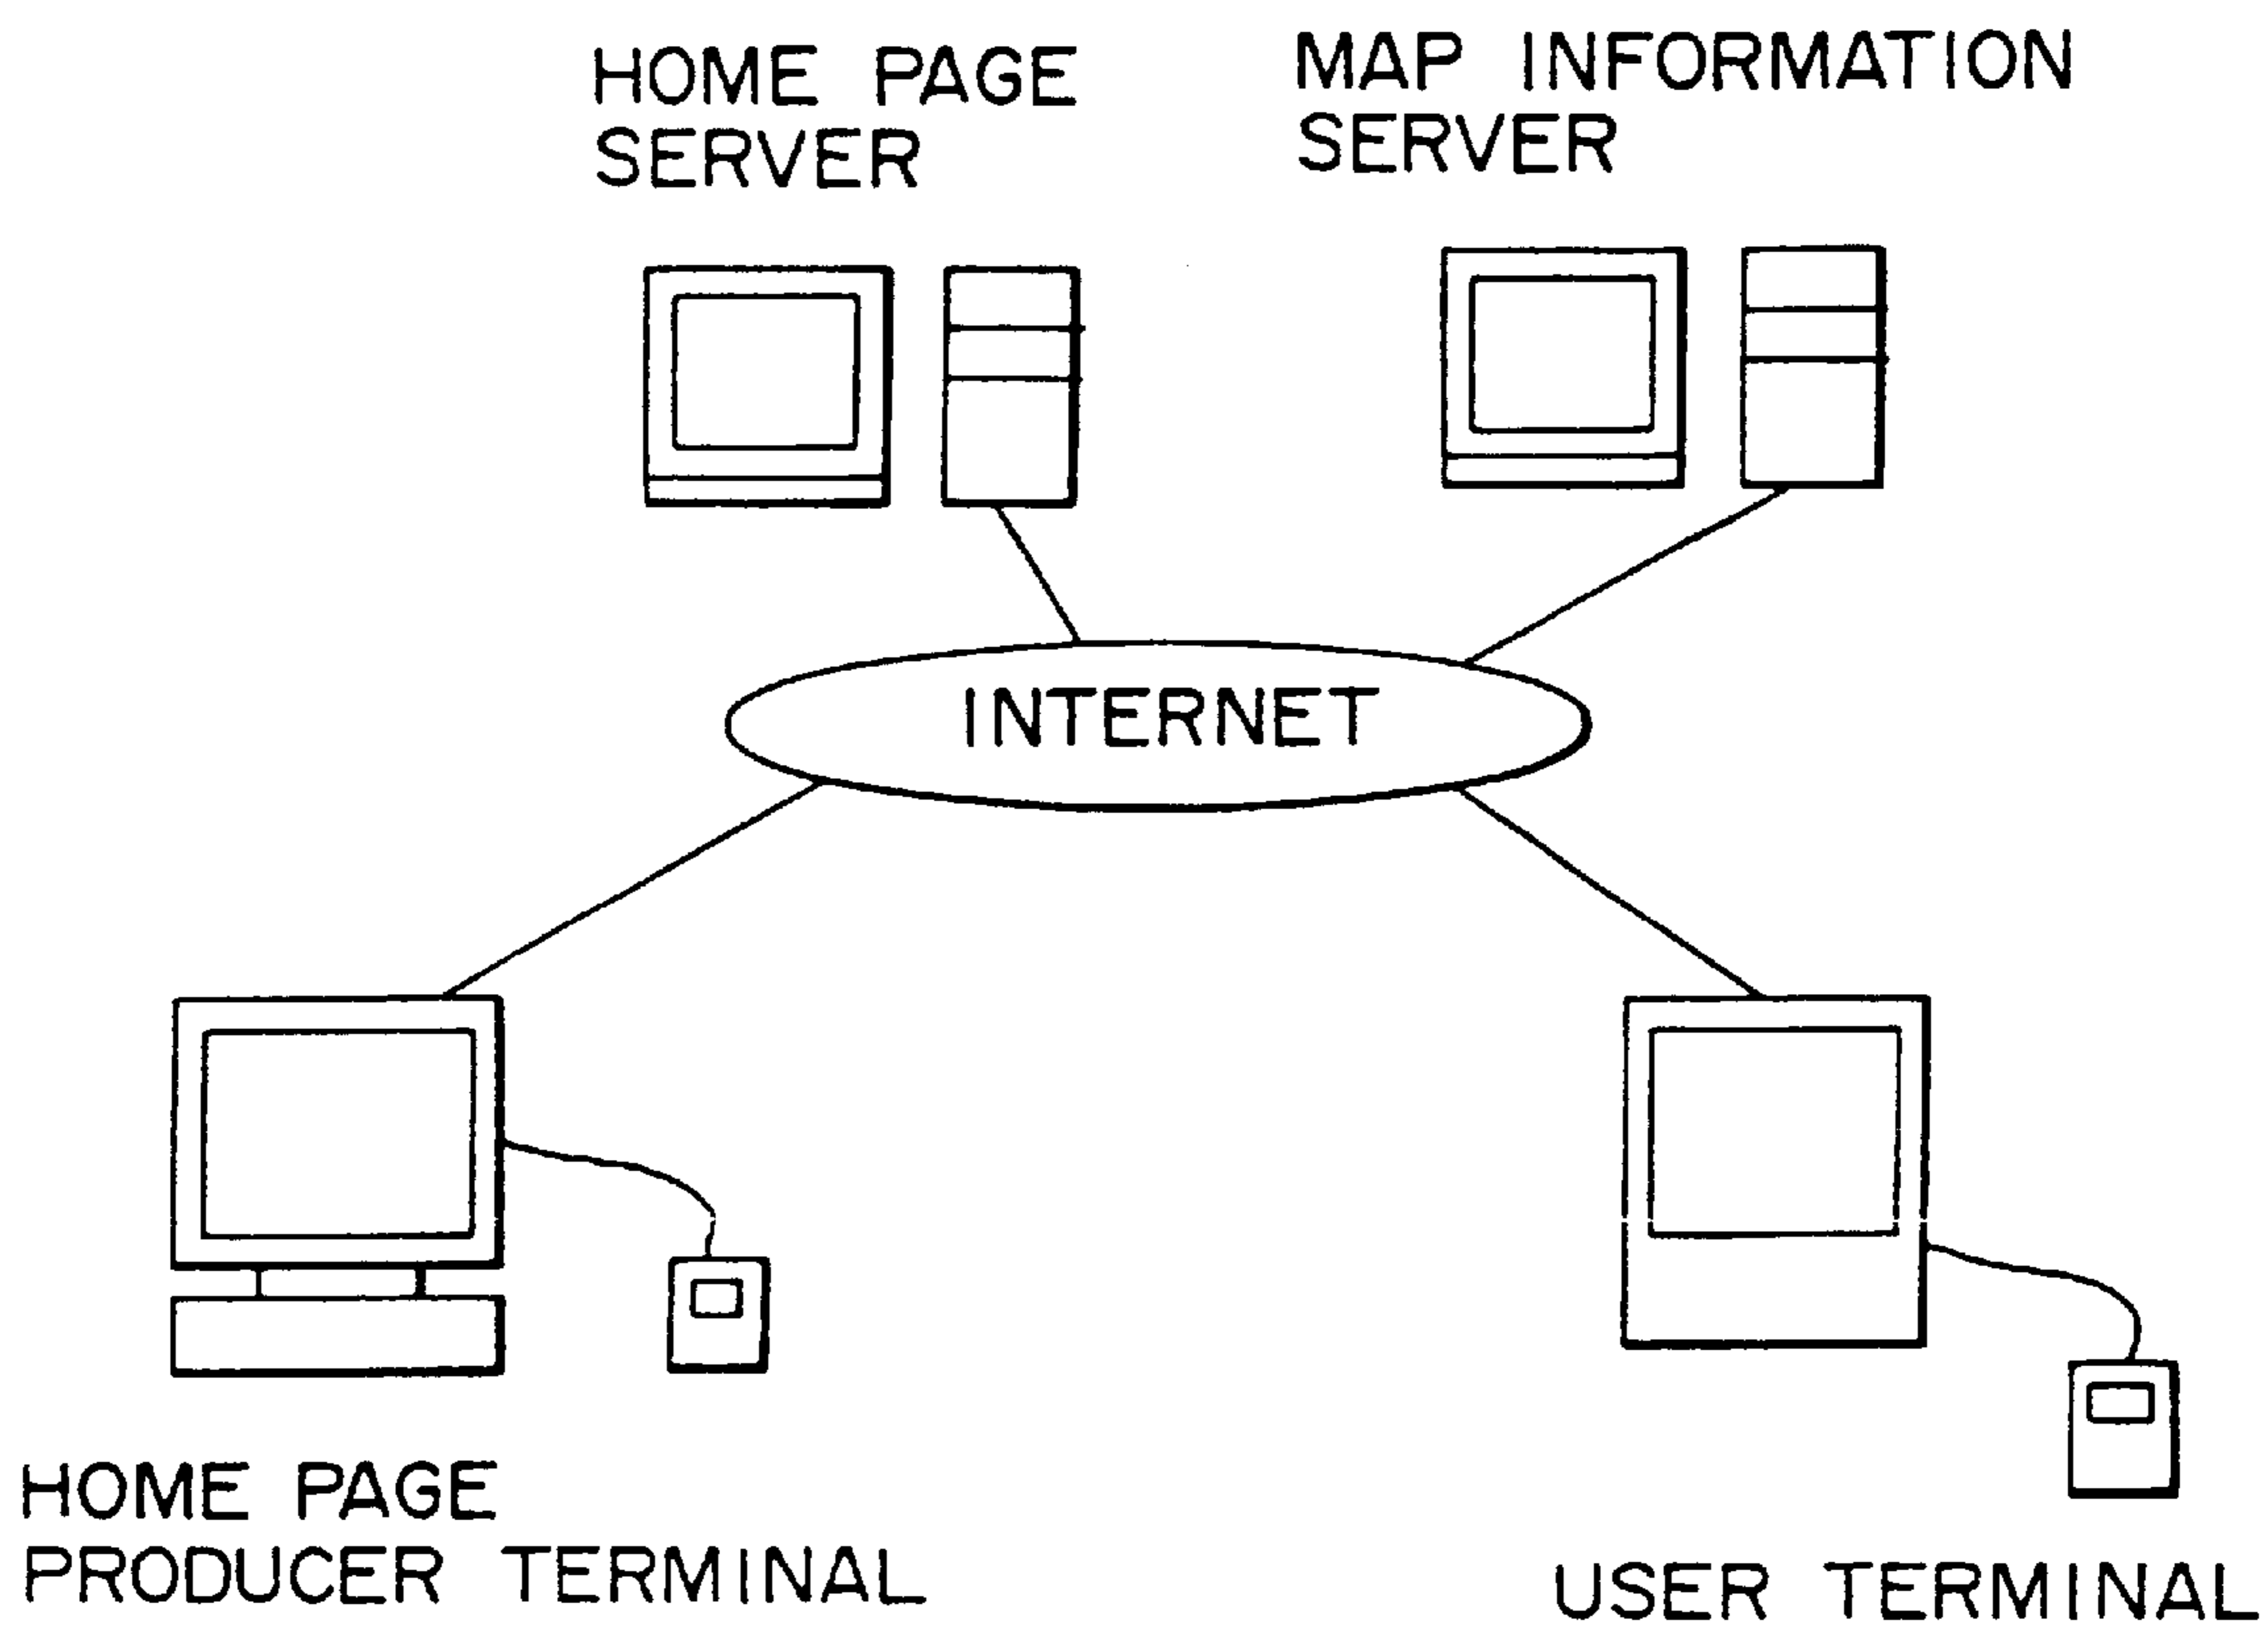 HOME PAGE
SERVER
MAP INFORMATION
SERVER
INTERNET
HOME PAGE
PRODUCER TERMINAL
USER TERMINAL